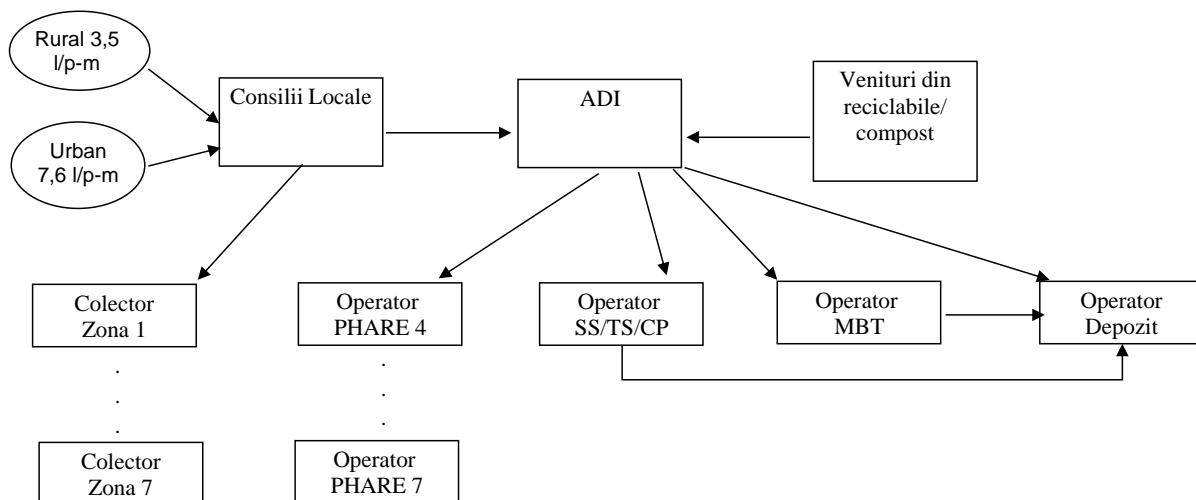 Rural 3,5
l/p-m
Urban
7,6 l/p-m
Consilii Locale
ADI
Venituri din
reciclabile/
compost
Colector
Zona 1
Operator
PHARE 4
Operator
SS/TS/CP
Operator
MBT
Operator
Depozit
.
.
.
.
.
.
Colector
Zona 7
Operator
PHARE 7